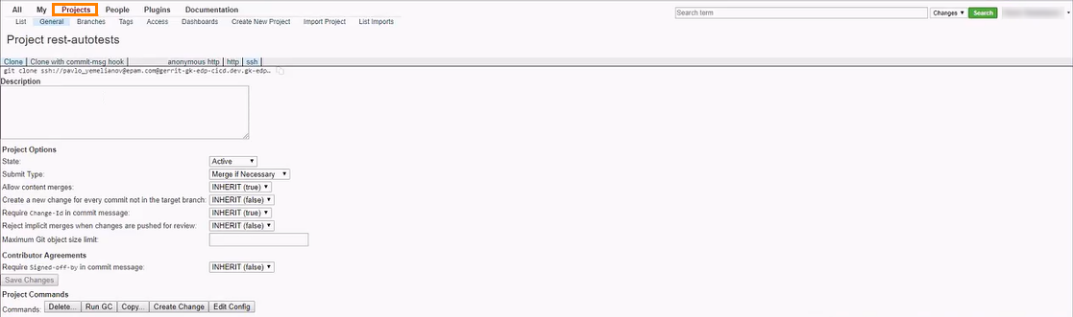 All My Projects People Plugins Documentation
Search term Changes ▾ Search
List General Branches Tags Access Dashboards Create New Project Import Project List Imports
Project rest-autotests
Clone Clone with commit-msg hook anonymous http http ssh
git clone ssh://pavlo_yemelianov@epam.com@gerrit-gk-edp-cicd.dev.gk-edp…
Description
Project Options
State: Active
Submit Type: Merge if Necessary
Allow content merges: INHERIT (true)
Create a new change for every commit not in the target branch: INHERIT (false)
Require Change-Id in commit message: INHERIT (true)
Reject implicit merges when changes are pushed for review: INHERIT (false)
Maximum Git object size limit:
Contributor Agreements
Require Signed-off-by in commit message: INHERIT (false)
Save Changes
Project Commands
Commands: Delete... Run GC Copy... Create Change Edit Config